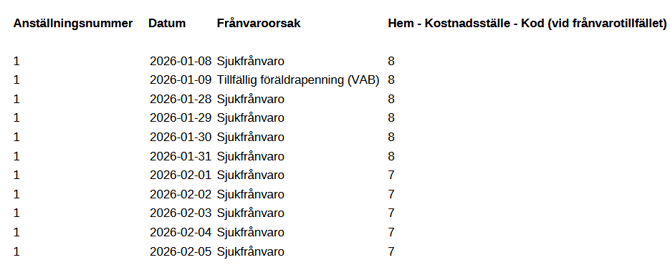 Anställningsnummer Datum Frånvaroorsak Hem - Kostnadsställe - Kod (vid frånvarotillfället)
1 2026-01-08 Sjukfrånvaro 8
1 2026-01-09 Tillfällig föräldrapenning (VAB) 8
1 2026-01-28 Sjukfrånvaro 8
1 2026-01-29 Sjukfrånvaro 8
1 2026-01-30 Sjukfrånvaro 8
1 2026-01-31 Sjukfrånvaro 8
1 2026-02-01 Sjukfrånvaro 7
1 2026-02-02 Sjukfrånvaro 7
1 2026-02-03 Sjukfrånvaro 7
1 2026-02-04 Sjukfrånvaro 7
1 2026-02-05 Sjukfrånvaro 7